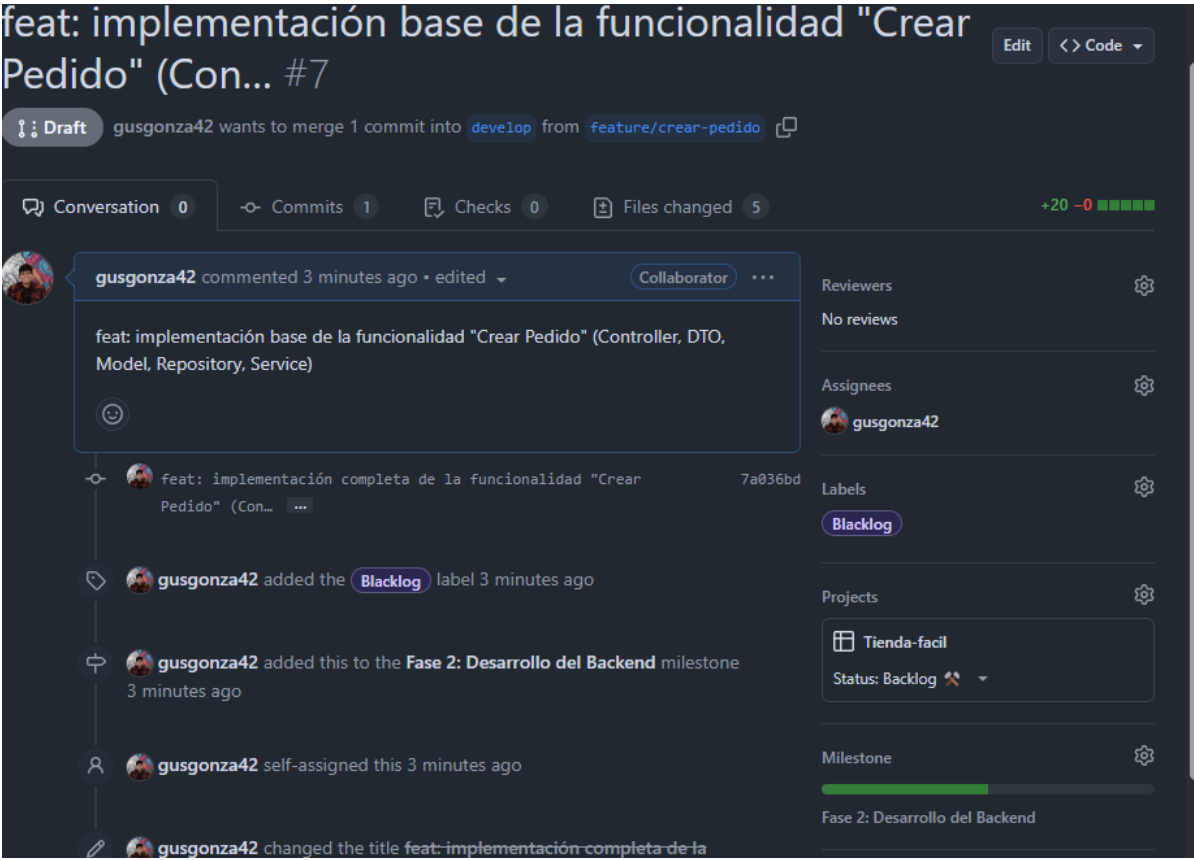 feat: implementación base de la funcionalidad "Crear
Pedido" (Con... #7
Edit
<> Code
Draft
gusgonza42 wants to merge 1 commit into develop from feature/crear-pedido
Conversation 0
Commits 1
Checks 0
Files changed 5
+20 −0
gusgonza42 commented 3 minutes ago • edited
Collaborator
feat: implementación base de la funcionalidad "Crear Pedido" (Controller, DTO,
Model, Repository, Service)
feat: implementación completa de la funcionalidad "Crear
Pedido" (Con… ...
7a036bd
gusgonza42 added the Blacklog label 3 minutes ago
gusgonza42 added this to the Fase 2: Desarrollo del Backend milestone
3 minutes ago
gusgonza42 self-assigned this 3 minutes ago
gusgonza42 changed the title feat: implementación completa de la
Reviewers
No reviews
Assignees
gusgonza42
Labels
Blacklog
Projects
Tienda-facil
Status: Backlog ⚒️
Milestone
Fase 2: Desarrollo del Backend